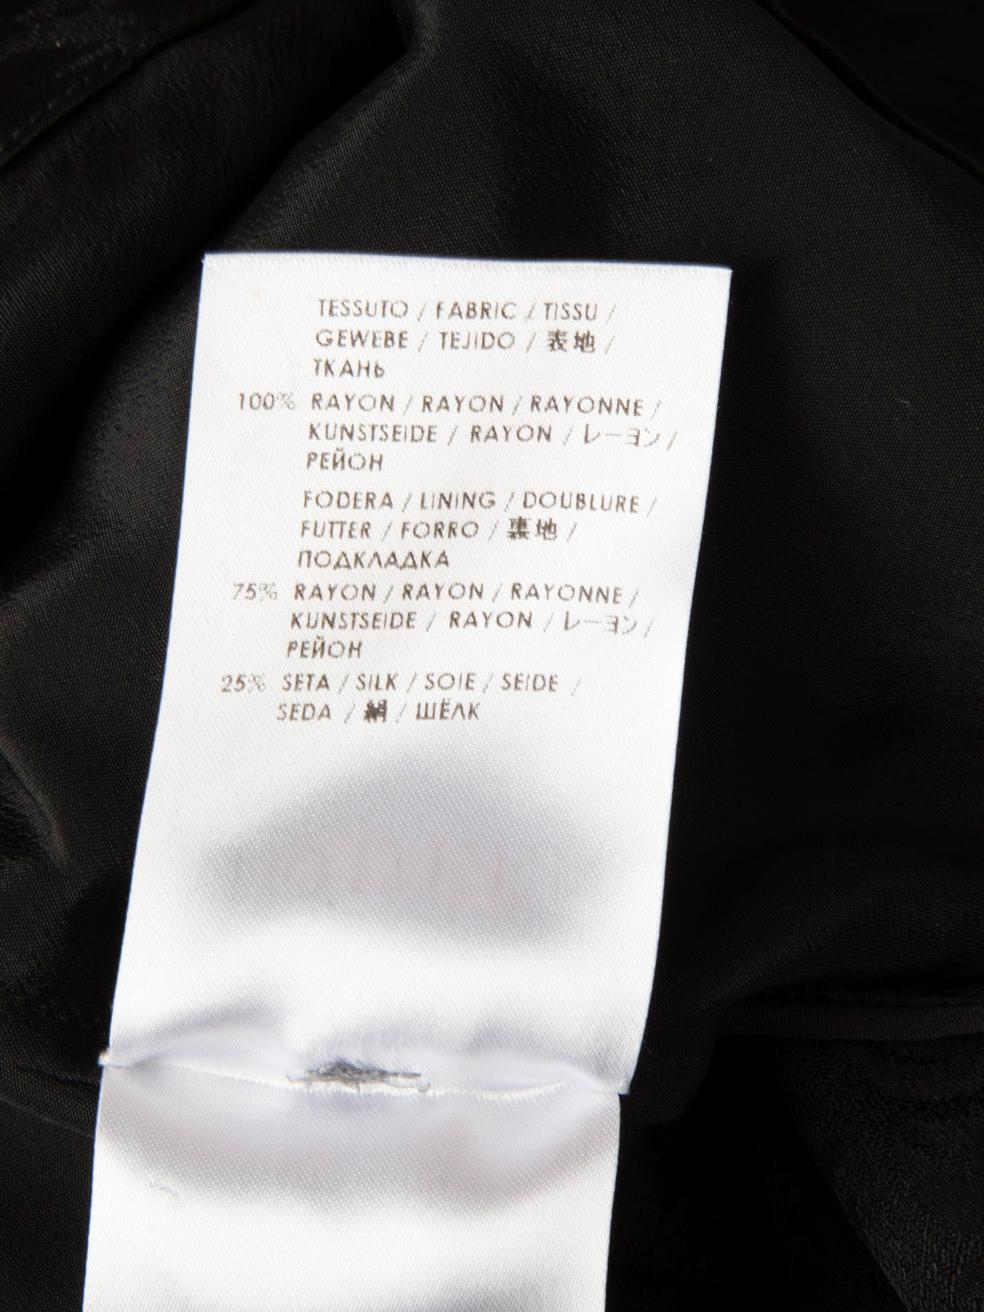 TESSUTO / FABRIC / TISSU /
GEWEBE / TEJIDO / 表地 /
ТКАНЬ
100% RAYON / RAYON / RAYONNE /
KUNSTSEIDE / RAYON / レーヨン /
РЕЙОН
FODERA / LINING / DOUBLURE /
FUTTER / FORRO / 裏地 /
ПОДКЛАДКА
75% RAYON / RAYON / RAYONNE /
KUNSTSEIDE / RAYON / レーヨン /
РЕЙОН
25% SETA / SILK / SOIE / SEIDE /
SEDA / 絹 / ШЁЛК